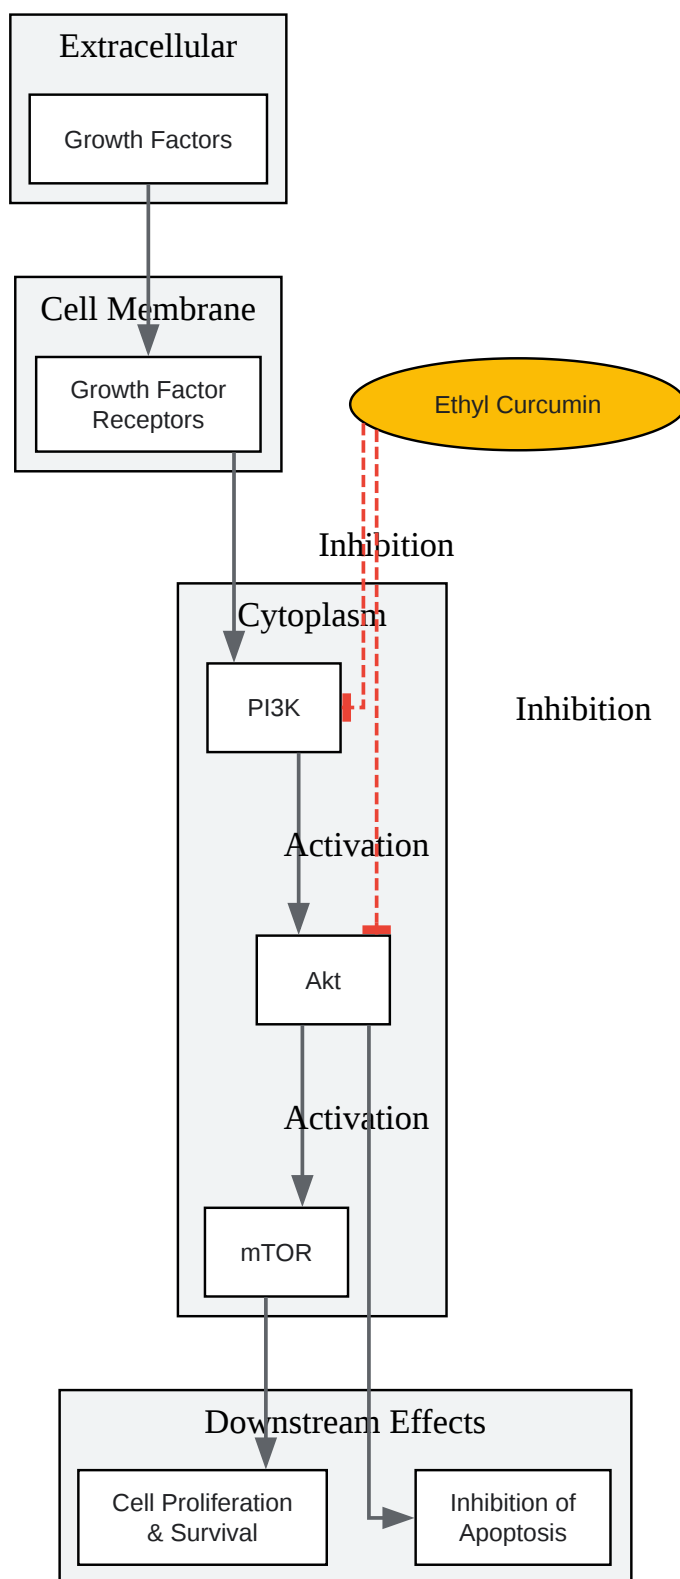 Extracellular
Growth Factors
Cell Membrane
Growth Factor
Receptors
Ethyl Curcumin
Inhibition
Cytoplasm
PI3K
Inhibition
Activation
Akt
Activation
mTOR
Downstream Effects
Cell Proliferation
& Survival
Inhibition of
Apoptosis